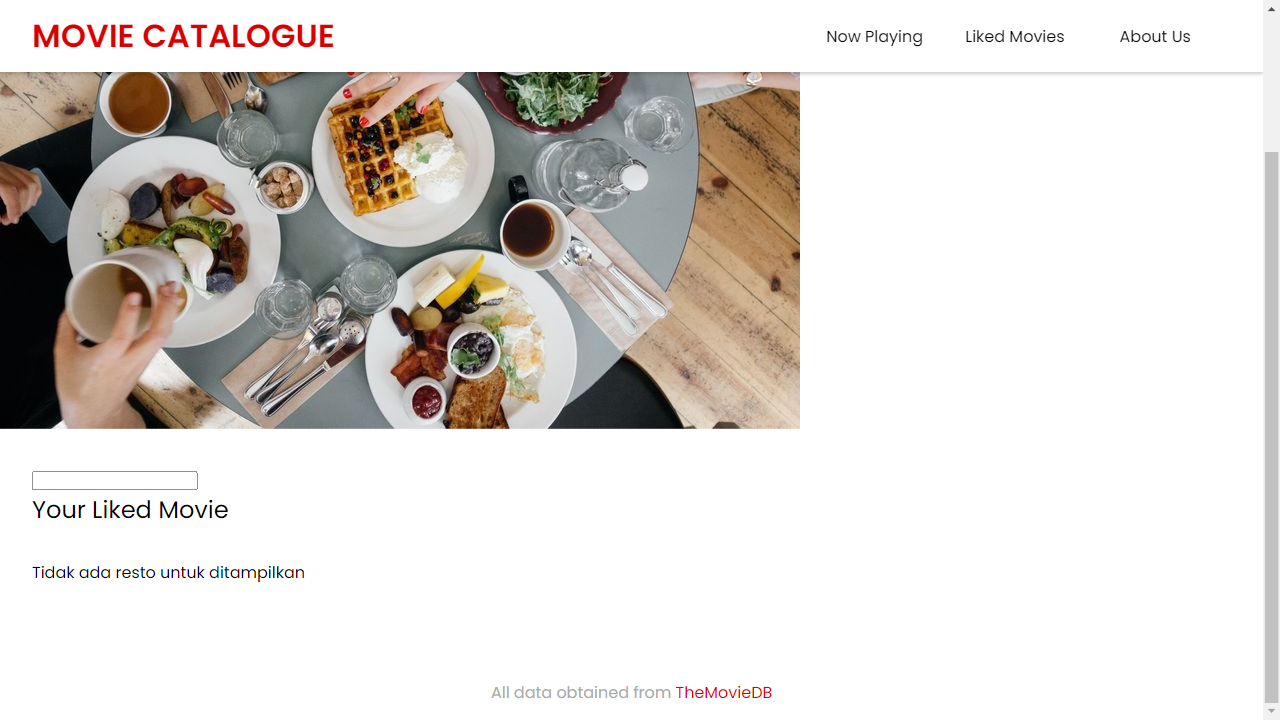 MOVIE CATALOGUE
Now Playing
Liked Movies
About Us
Your Liked Movie
Tidak ada resto untuk ditampilkan
All data obtained from TheMovieDB